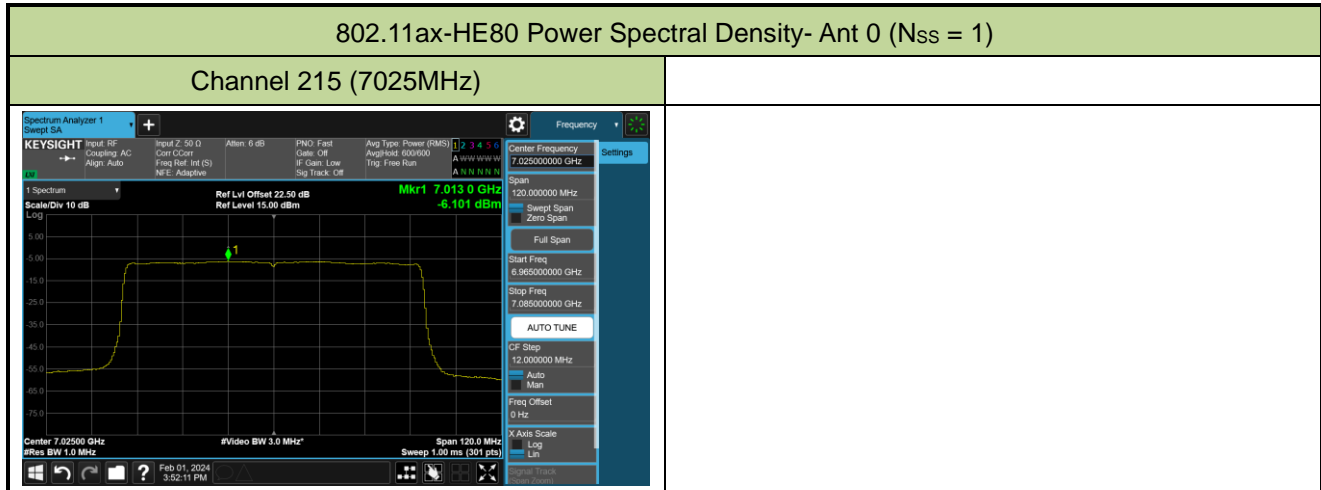 802.11ax-HE80 Power Spectral Density- Ant 0 (Nss = 1)
Channel 215 (7025MHz)
Spectrum Analyzer 1
Swept SA
Frequency
KEYSIGHT
Input: RF
Coupling: AC
Align: Auto
Input Z: 50 Ω
Corr CCorr
Freq Ref: Int (S)
NFE: Adaptive
Atten: 6 dB
PNO: Fast
Gate: Off
IF Gain: Low
Sig Track: Off
Avg Type: Power (RMS)
Avg|Hold: 600/600
Trig: Free Run
1 2 3 4 5 6
A W W W W W
A N N N N N
LXI
1 Spectrum
Scale/Div 10 dB
Log
Ref Lvl Offset 22.50 dB
Ref Level 15.00 dBm
Mkr1 7.013 0 GHz
-6.101 dBm
5.00
-5.00
-15.0
-25.0
-35.0
-45.0
-55.0
-65.0
-75.0
1
Center 7.02500 GHz
#Res BW 1.0 MHz
#Video BW 3.0 MHz*
Span 120.0 MHz
Sweep 1.00 ms (301 pts)
Center Frequency
7.025000000 GHz
Settings
Span
120.000000 MHz
Swept Span
Zero Span
Full Span
Start Freq
6.965000000 GHz
Stop Freq
7.085000000 GHz
AUTO TUNE
CF Step
12.000000 MHz
Auto
Man
Freq Offset
0 Hz
X Axis Scale
Log
Lin
Signal Track
(Span Zoom)
?
Feb 01, 2024
3:52:11 PM